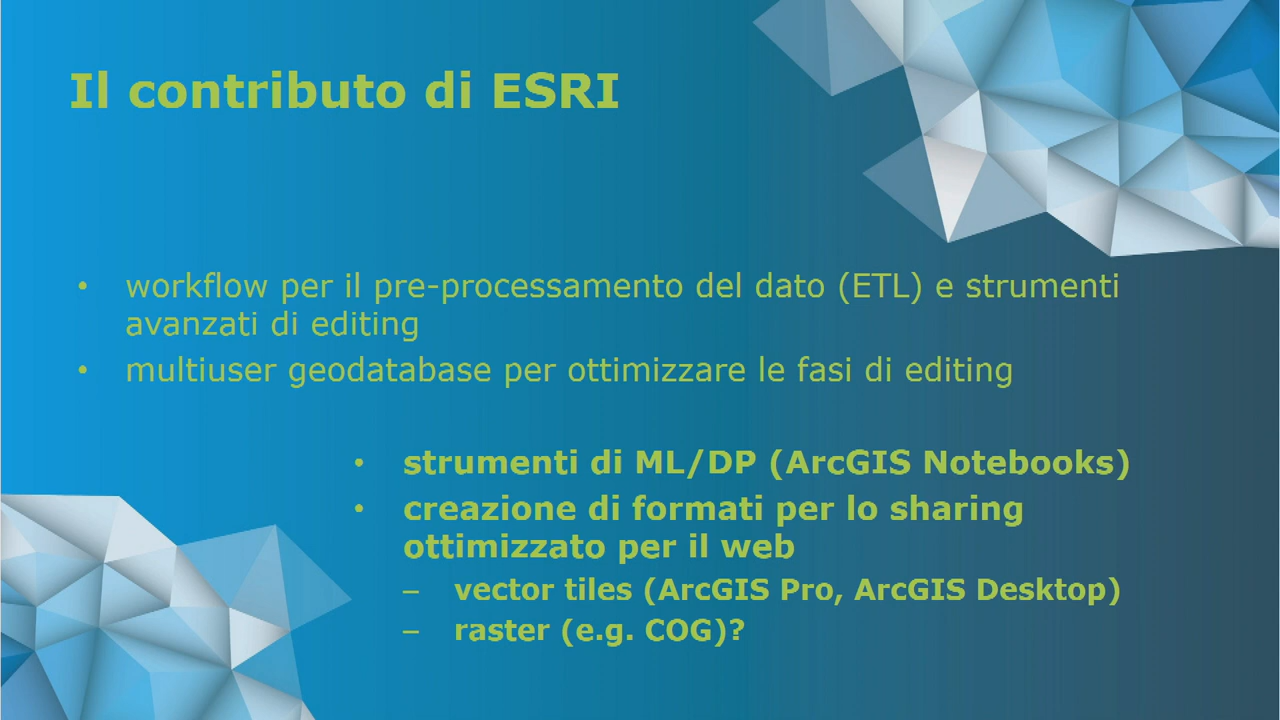 Il contributo di ESRI
• workflow per il pre-processamento del dato (ETL) e strumenti
avanzati di editing
• multiuser geodatabase per ottimizzare le fasi di editing
• strumenti di ML/DP (ArcGIS Notebooks)
• creazione di formati per lo sharing
ottimizzato per il web
– vector tiles (ArcGIS Pro, ArcGIS Desktop)
– raster (e.g. COG)?